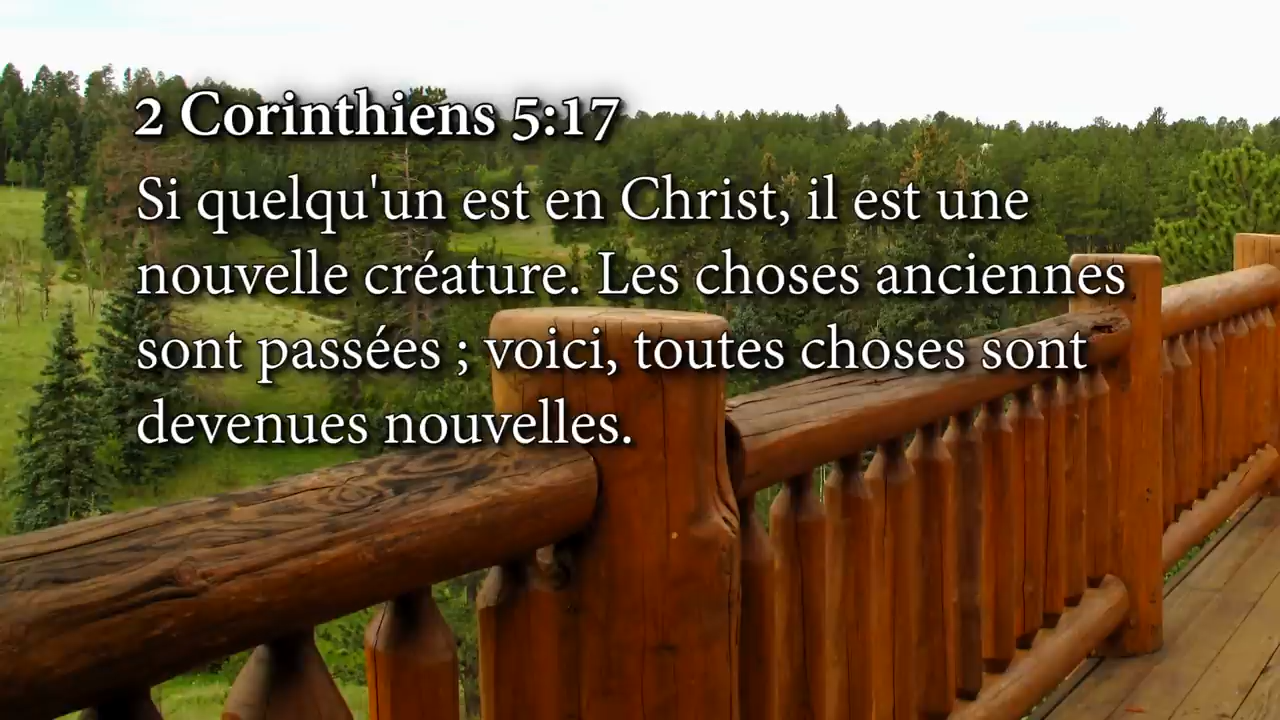 2 Corinthiens 5:17
Si quelqu'un est en Christ, il est une
nouvelle créature. Les choses anciennes
sont passées ; voici, toutes choses sont
devenues nouvelles.